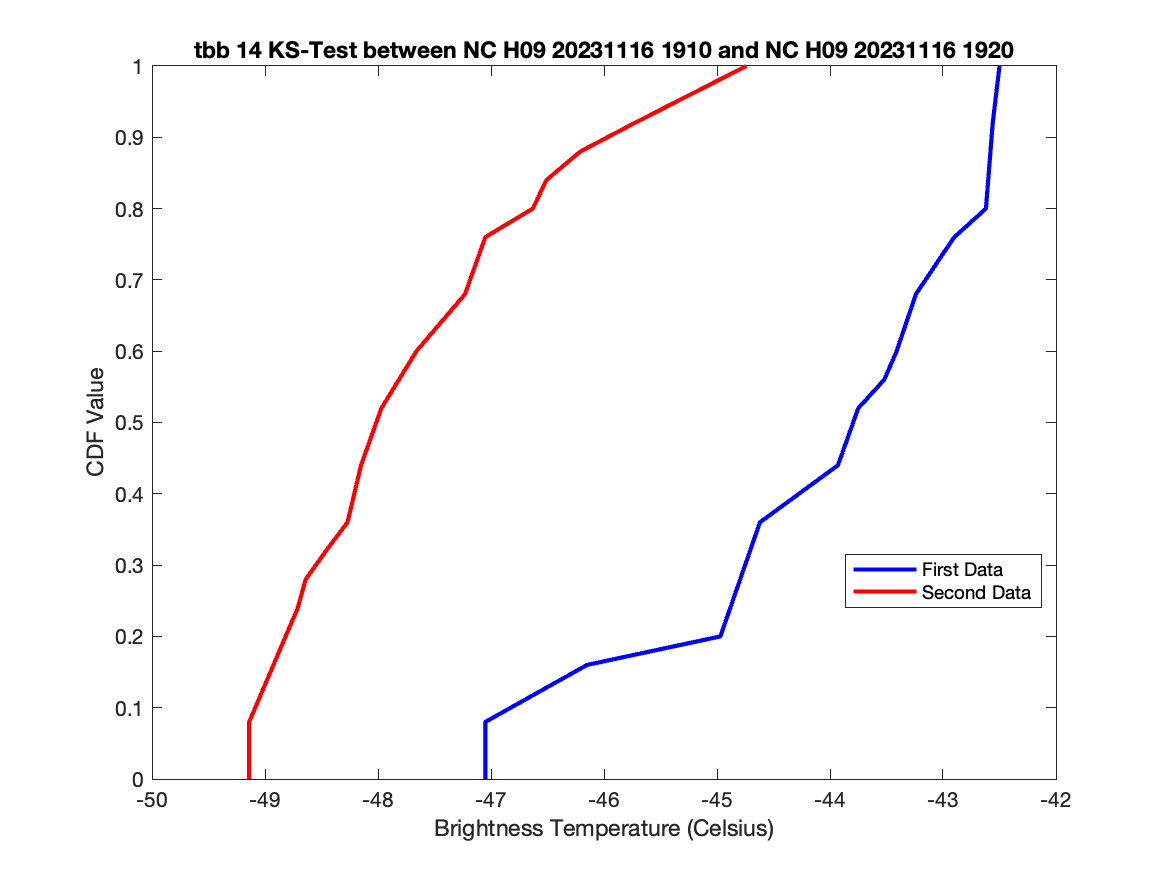 tbb 14 KS-Test between NC H09 20231116 1910 and NC H09 20231116 1920
1
0.9
0.8
0.7
0.6
0.5
0.4
0.3
0.2
0.1
0
CDF Value
First Data
Second Data
-50 -49 -48 -47 -46 -45 -44 -43 -42
Brightness Temperature (Celsius)